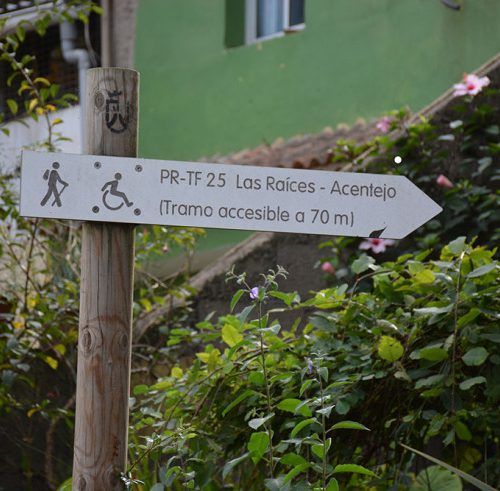 PR-TF 25 Las Raíces - Acentejo
(Tramo accesible a 70 m)